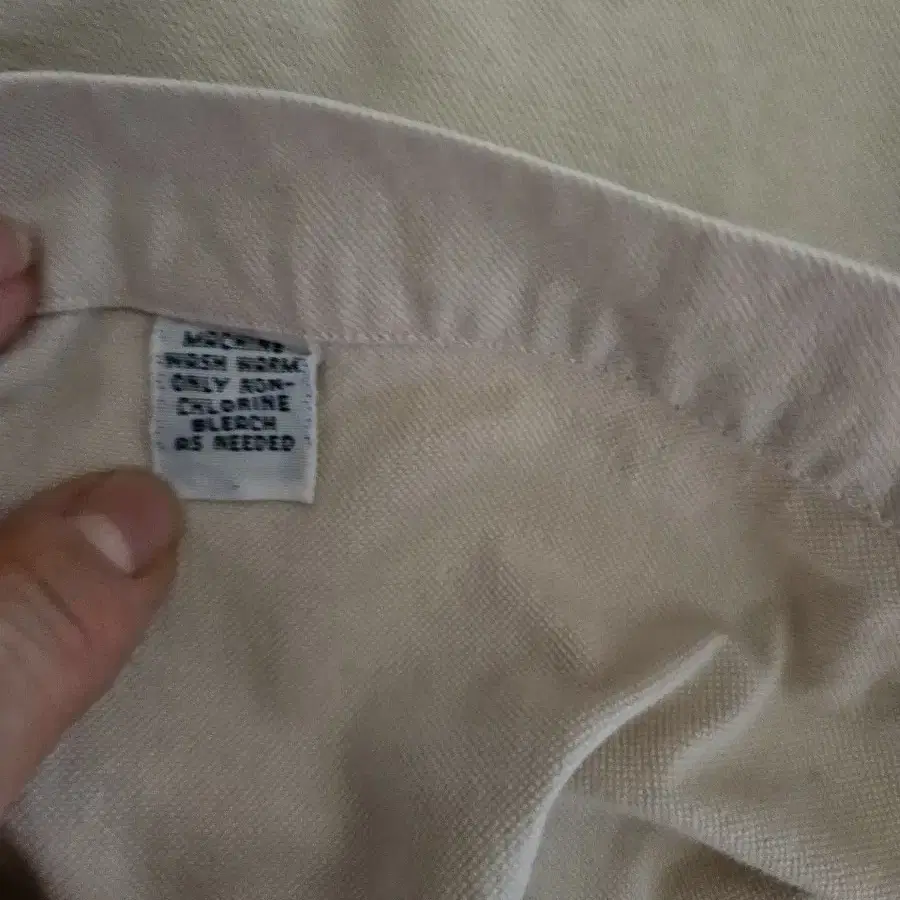 MACHINE
WASH WARM
ONLY NON-
CHLORINE
BLEACH
AS NEEDED